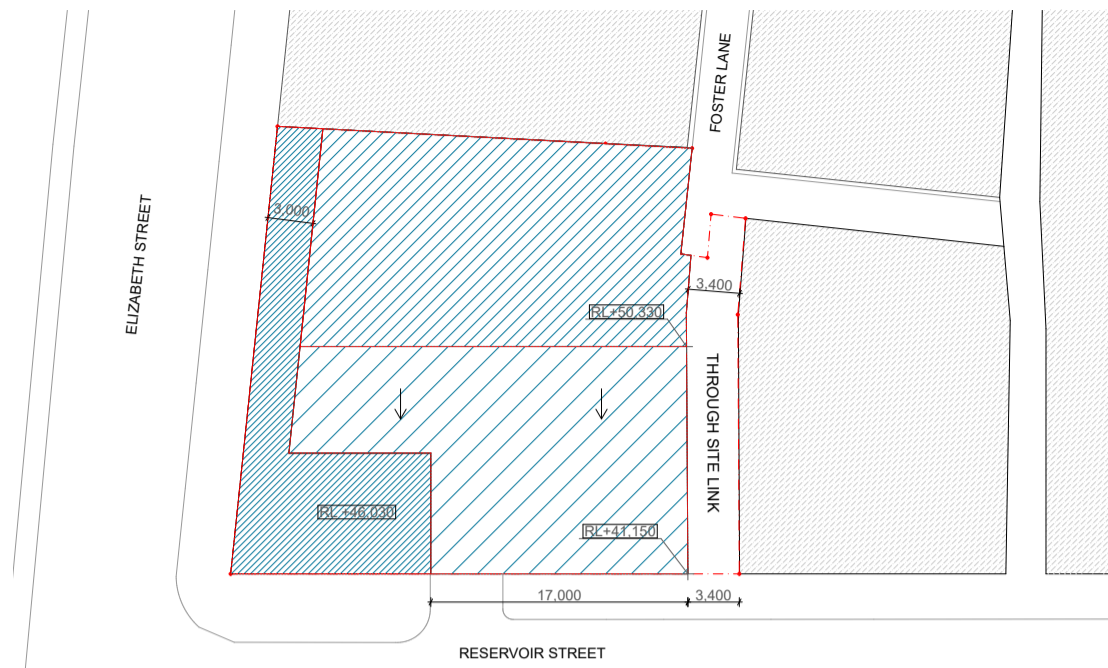 FOSTER LANE
ELIZABETH STREET
3,000
3,400
RL+50,330
THROUGH SITE LINK
RL +46,030
RL+41,150
17,000
3,400
RESERVOIR STREET